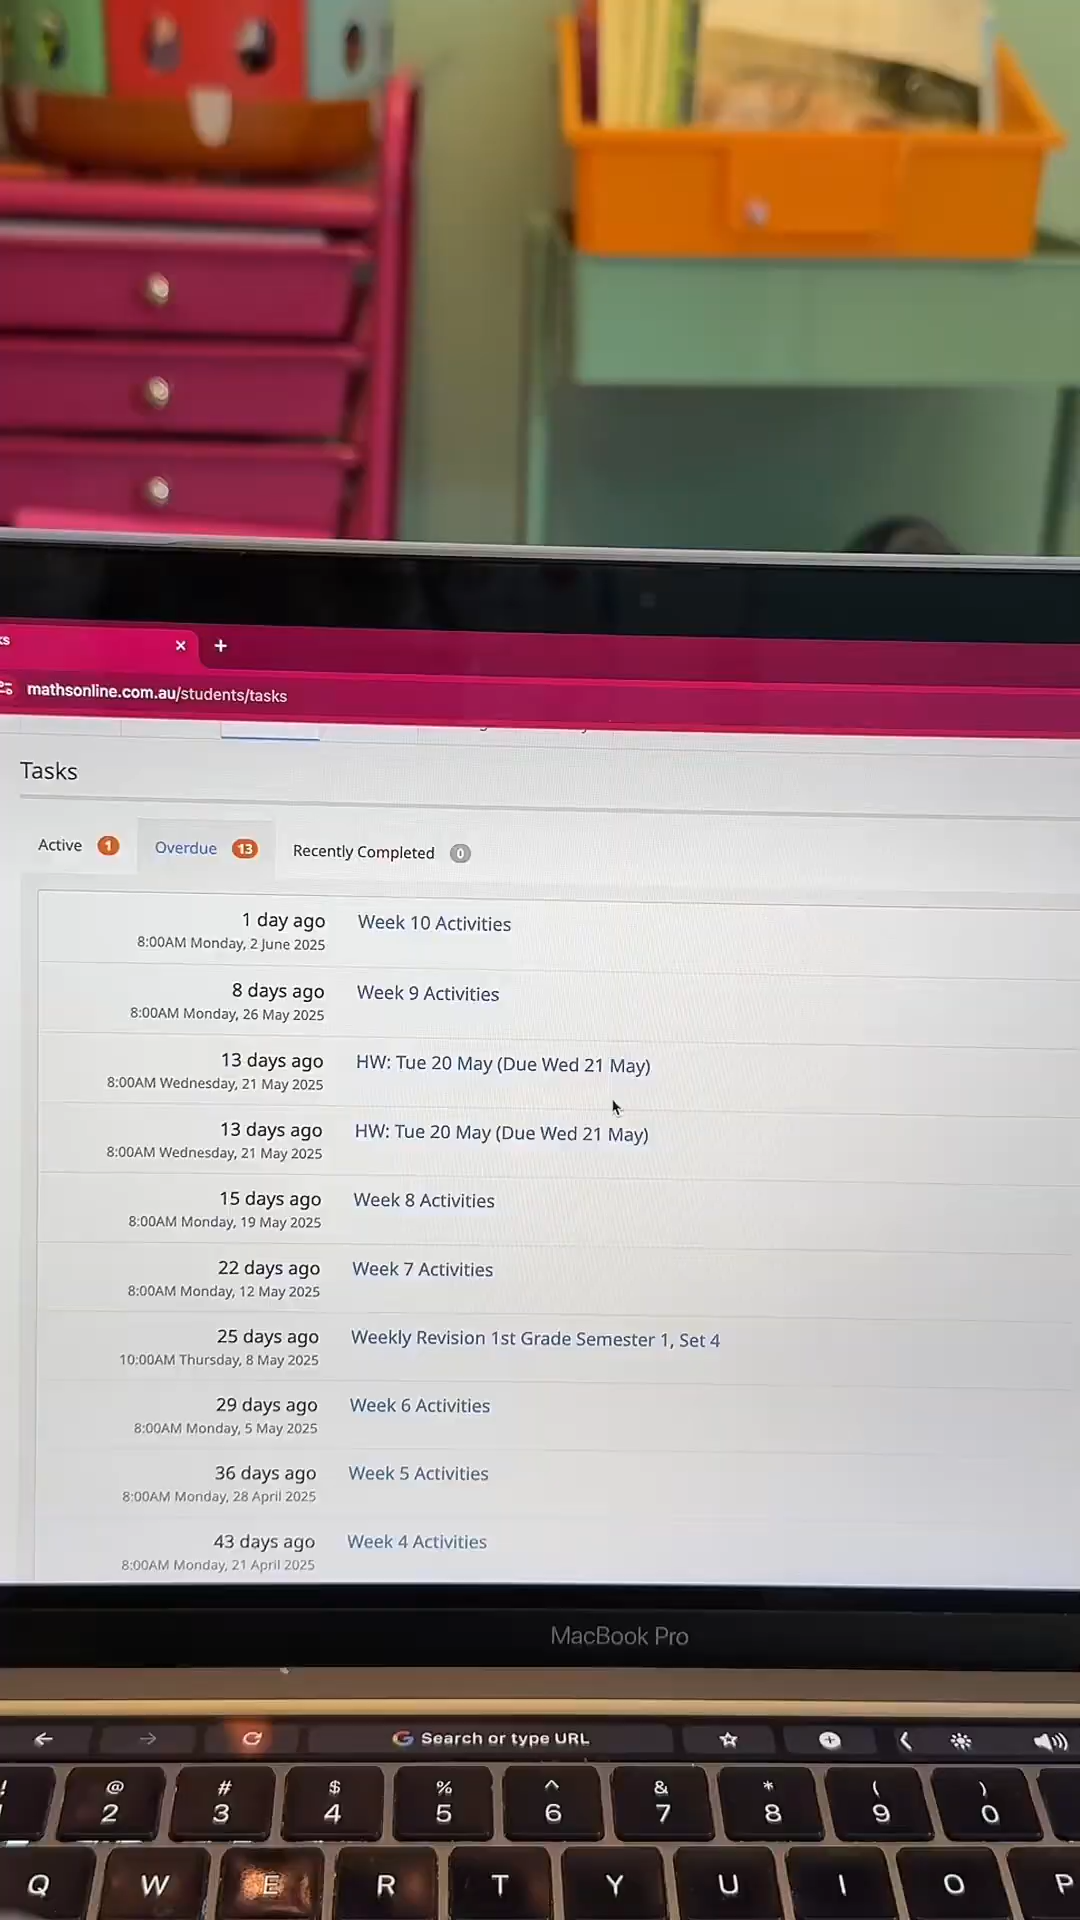 mathsonline.com.au/students/tasks
Tasks
Active 1
Overdue 13
Recently Completed 0
1 day ago
8:00AM Monday, 2 June 2025
Week 10 Activities
8 days ago
8:00AM Monday, 26 May 2025
Week 9 Activities
13 days ago
8:00AM Wednesday, 21 May 2025
HW: Tue 20 May (Due Wed 21 May)
13 days ago
8:00AM Wednesday, 21 May 2025
HW: Tue 20 May (Due Wed 21 May)
15 days ago
8:00AM Monday, 19 May 2025
Week 8 Activities
22 days ago
8:00AM Monday, 12 May 2025
Week 7 Activities
25 days ago
10:00AM Thursday, 8 May 2025
Weekly Revision 1st Grade Semester 1, Set 4
29 days ago
8:00AM Monday, 5 May 2025
Week 6 Activities
36 days ago
8:00AM Monday, 28 April 2025
Week 5 Activities
43 days ago
8:00AM Monday, 21 April 2025
Week 4 Activities
MacBook Pro
G Search or type URL
! @ # $ % ^ & * ( )
2 3 4 5 6 7 8 9 0
Q W E R T Y U I O P